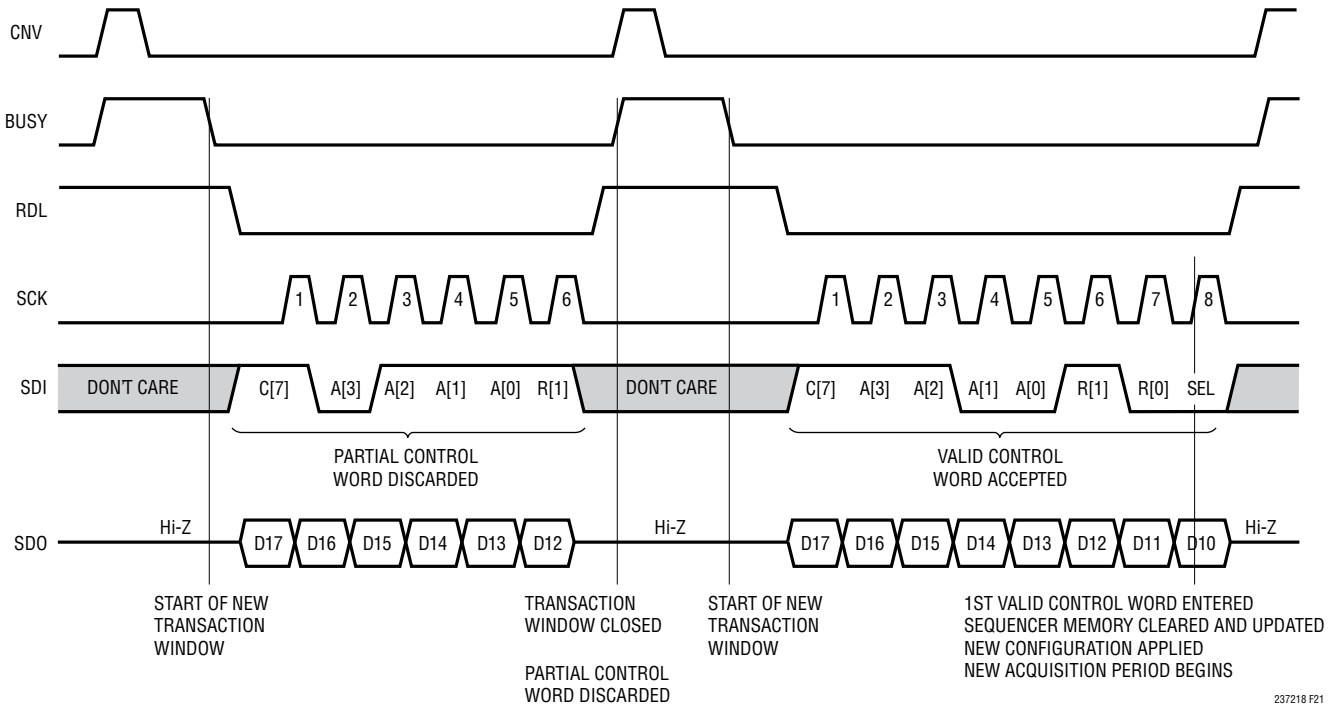 CNV
BUSY
RDL
SCK
1 2 3 4 5 6
1 2 3 4 5 6 7 8
SDI
DON'T CARE
C[7] A[3] A[2] A[1] A[0] R[1]
DON'T CARE
C[7] A[3] A[2] A[1] A[0] R[1] R[0] SEL
PARTIAL CONTROL
WORD DISCARDED
VALID CONTROL
WORD ACCEPTED
SDO
Hi-Z
D17 D16 D15 D14 D13 D12
Hi-Z
D17 D16 D15 D14 D13 D12 D11 D10
Hi-Z
START OF NEW
TRANSACTION
WINDOW
TRANSACTION
WINDOW CLOSED
PARTIAL CONTROL
WORD DISCARDED
START OF NEW
TRANSACTION
WINDOW
1ST VALID CONTROL WORD ENTERED
SEQUENCER MEMORY CLEARED AND UPDATED
NEW CONFIGURATION APPLIED
NEW ACQUISITION PERIOD BEGINS
237218 F21